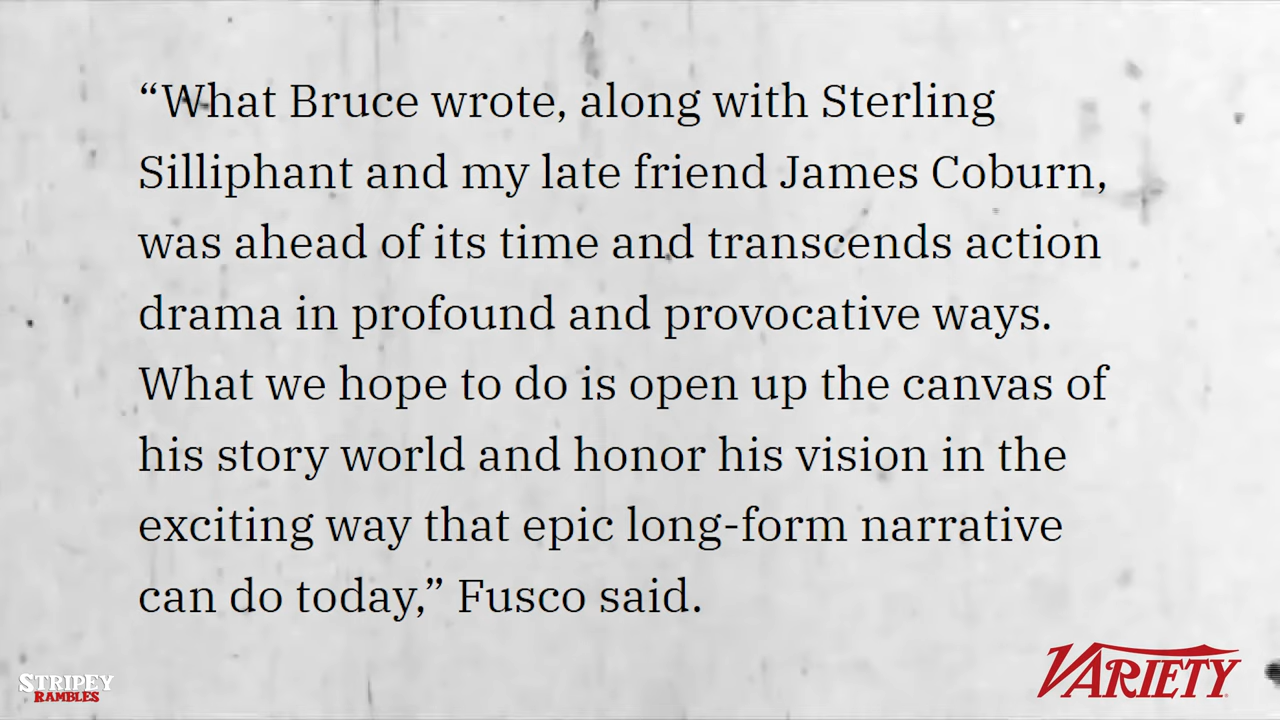 “What Bruce wrote, along with Sterling
Silliphant and my late friend James Coburn,
was ahead of its time and transcends action
drama in profound and provocative ways.
What we hope to do is open up the canvas of
his story world and honor his vision in the
exciting way that epic long-form narrative
can do today,” Fusco said.
STRIPEY
RAMBLES
VARIETY